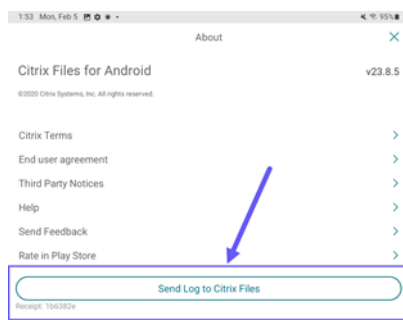 1:53 Mon, Feb 5
95%
About
Citrix Files for Android
v23.8.5
©2020 Citrix Systems, Inc. All rights reserved.
Citrix Terms
End user agreement
Third Party Notices
Help
Send Feedback
Rate in Play Store
Send Log to Citrix Files
Receipt: 1b6382e